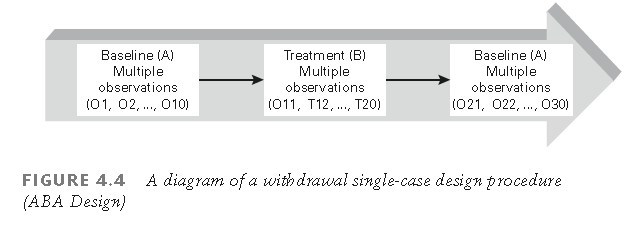 Baseline (A)
Multiple
observations
(O1, O2, ..., O10)
Treatment (B)
Multiple
observations
(O11, T12, ..., T20)
Baseline (A)
Multiple
observations
(O21, O22, ..., O30)
FIGURE 4.4 A diagram of a withdrawal single-case design procedure
(ABA Design)